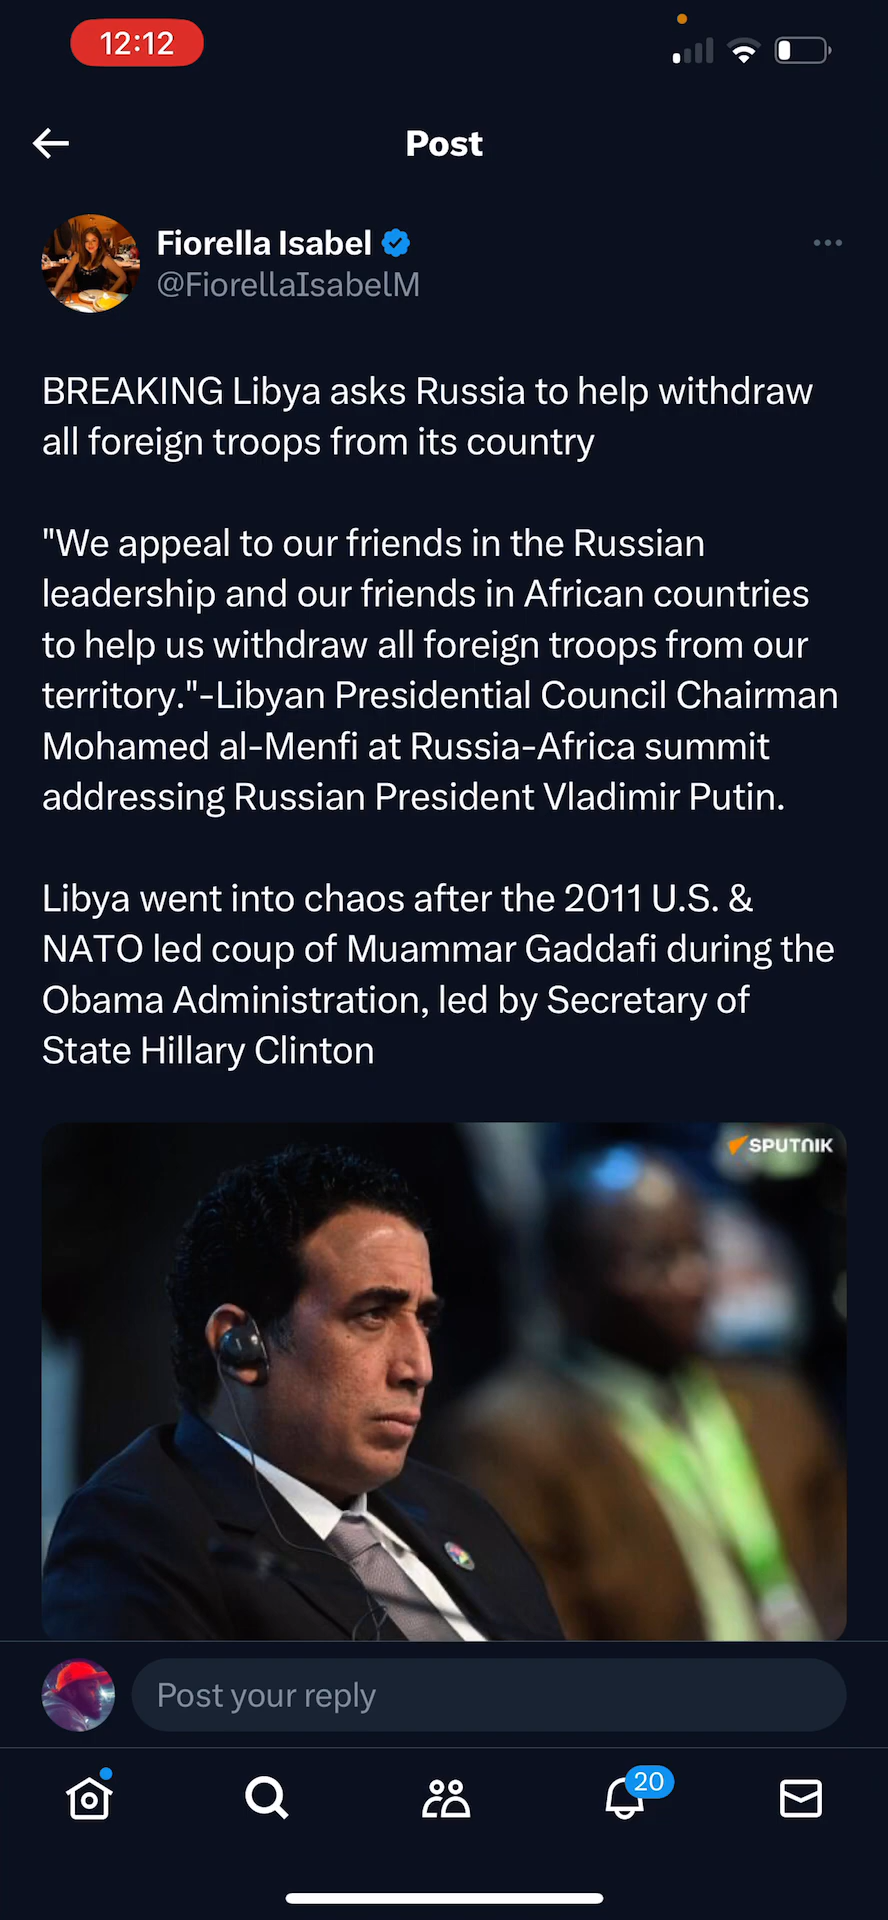 12:12
Post
Fiorella Isabel
@FiorellaIsabelM
BREAKING Libya asks Russia to help withdraw
all foreign troops from its country
"We appeal to our friends in the Russian
leadership and our friends in African countries
to help us withdraw all foreign troops from our
territory."-Libyan Presidential Council Chairman
Mohamed al-Menfi at Russia-Africa summit
addressing Russian President Vladimir Putin.
Libya went into chaos after the 2011 U.S. &
NATO led coup of Muammar Gaddafi during the
Obama Administration, led by Secretary of
State Hillary Clinton
SPUTNIK
Post your reply
20